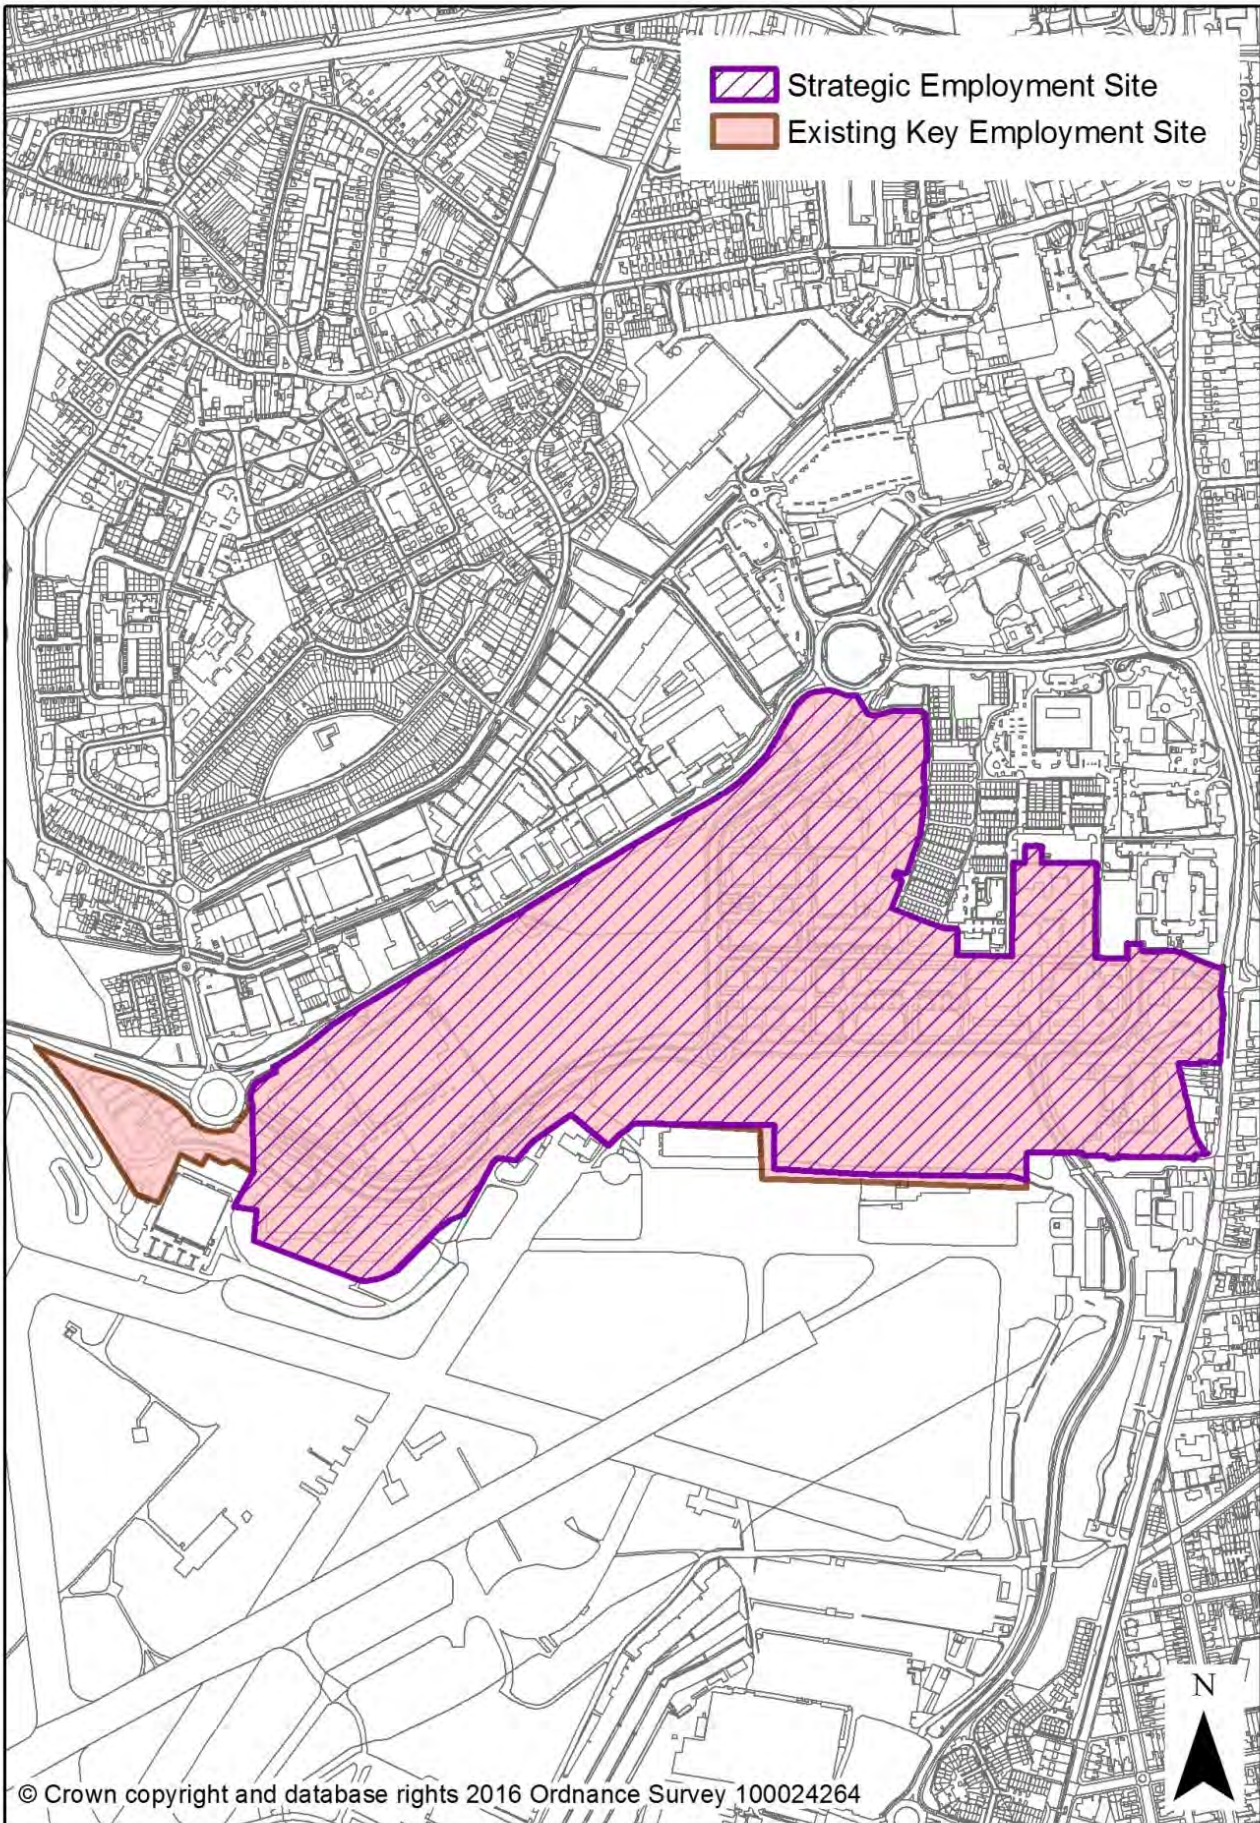 Strategic Employment Site
Existing Key Employment Site
N
© Crown copyright and database rights 2016 Ordnance Survey 100024264